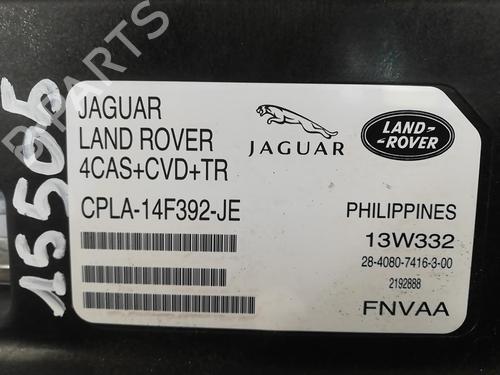 JAGUAR
LAND ROVER
4CAS+CVD+TR
CPLA-14F392-JE
JAGUAR
LAND-
-ROVER
PHILIPPINES
13W332
28-4080-7416-3-00
2192888
FNVAA
15505
B-PARTS